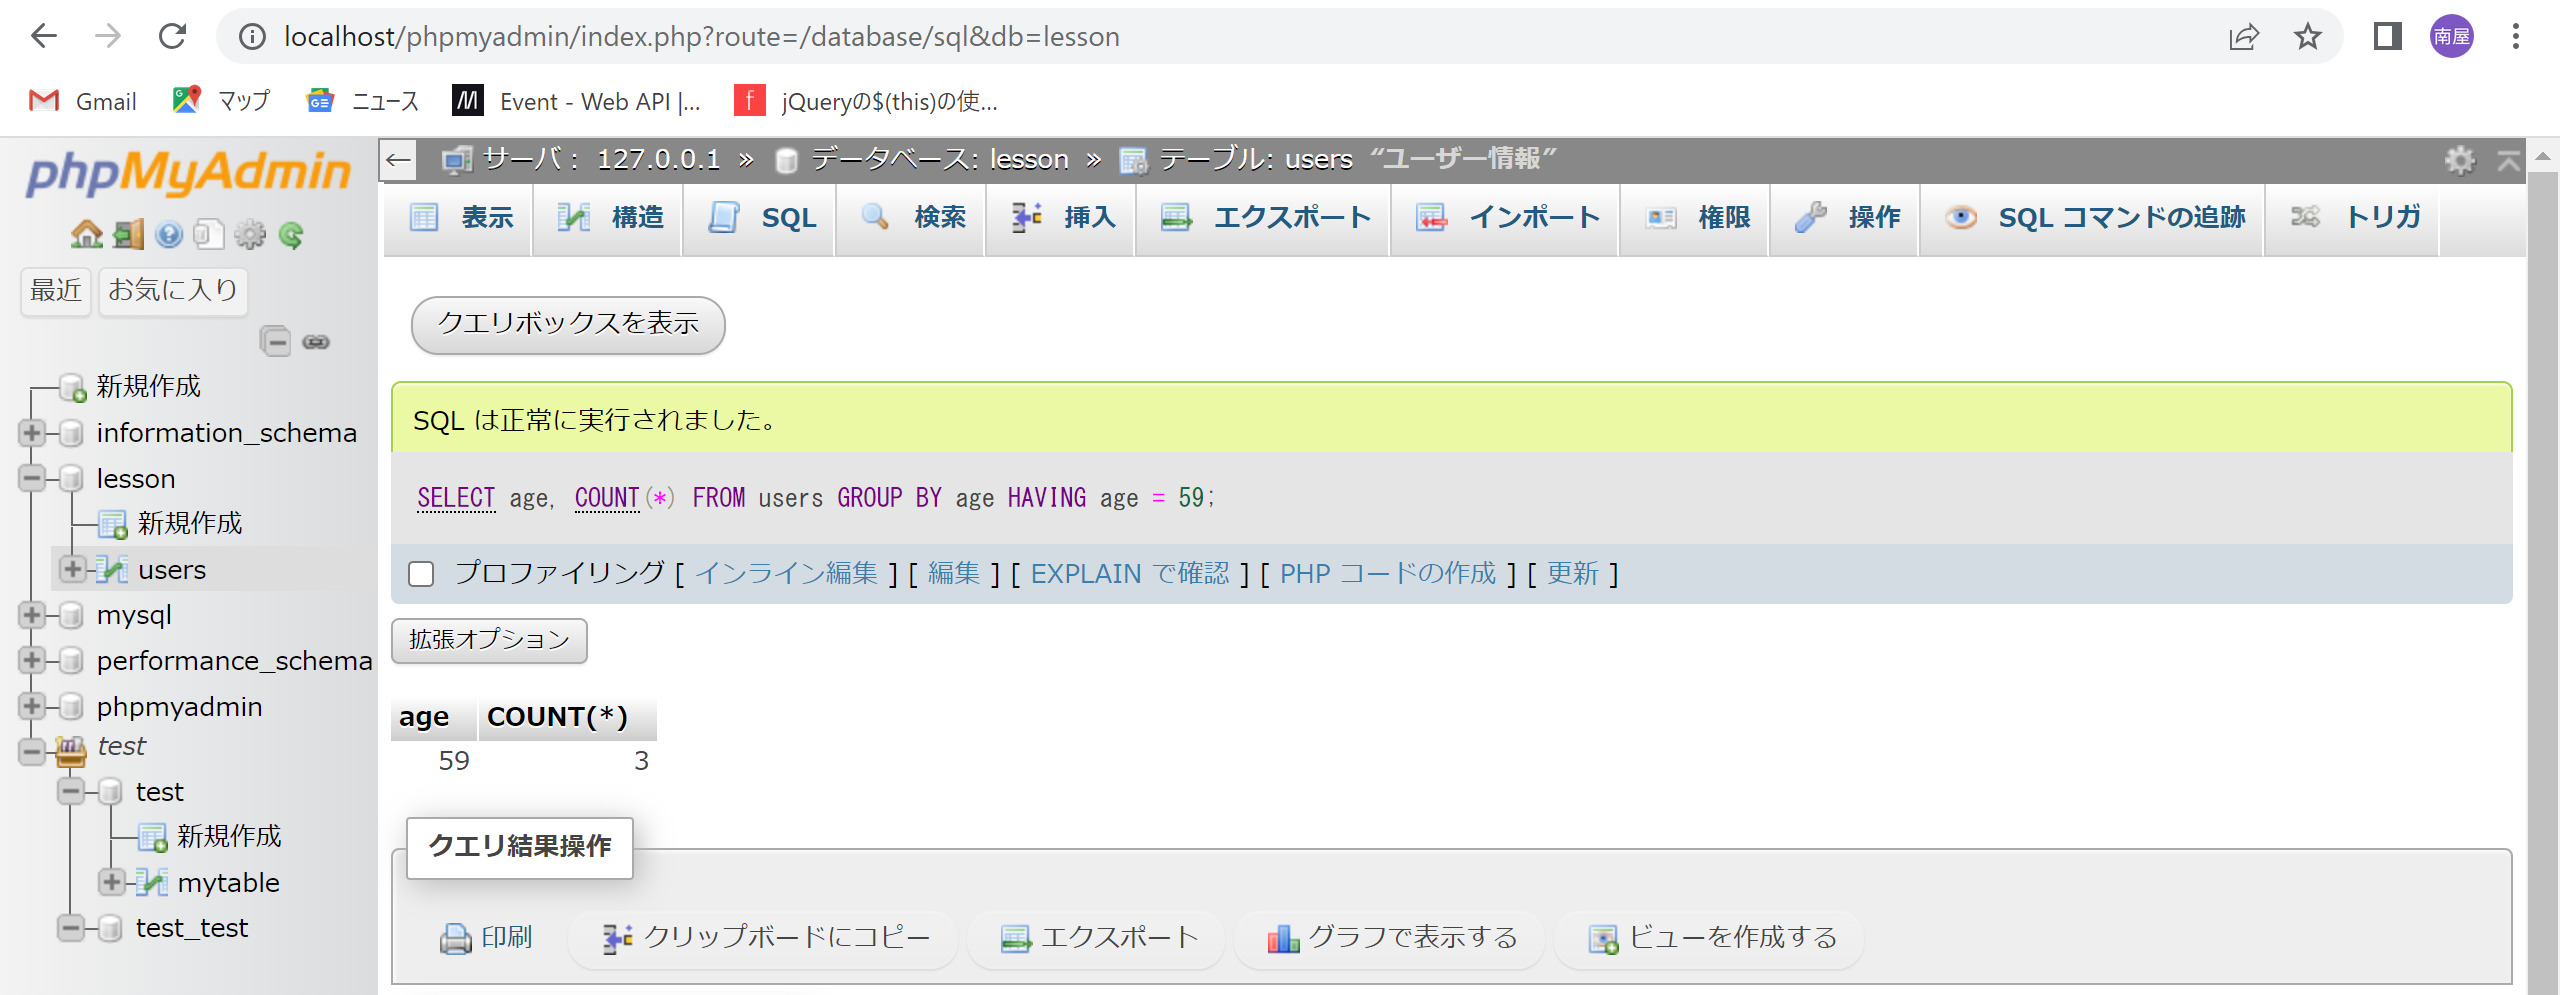 localhost/phpmyadmin/index.php?route=/database/sql&db=lesson
南屋
Gmail
マップ
ニュース
Event - Web API |...
jQueryの$(this)の使...
phpMyAdmin
最近
お気に入り
新規作成
information_schema
lesson
新規作成
users
mysql
performance_schema
phpmyadmin
test
test
新規作成
mytable
test_test
サーバ : 127.0.0.1 » データベース: lesson » テーブル: users “ユーザー情報”
表示 構造 SQL 検索 挿入 エクスポート インポート 権限 操作 SQL コマンドの追跡 トリガ
クエリボックスを表示
SQL は正常に実行されました。
SELECT age, COUNT(*) FROM users GROUP BY age HAVING age = 59;
プロファイリング [ インライン編集 ] [ 編集 ] [ EXPLAIN で確認 ] [ PHP コードの作成 ] [ 更新 ]
拡張オプション
age COUNT(*)
59 3
クエリ結果操作
印刷 クリップボードにコピー エクスポート グラフで表示する ビューを作成する